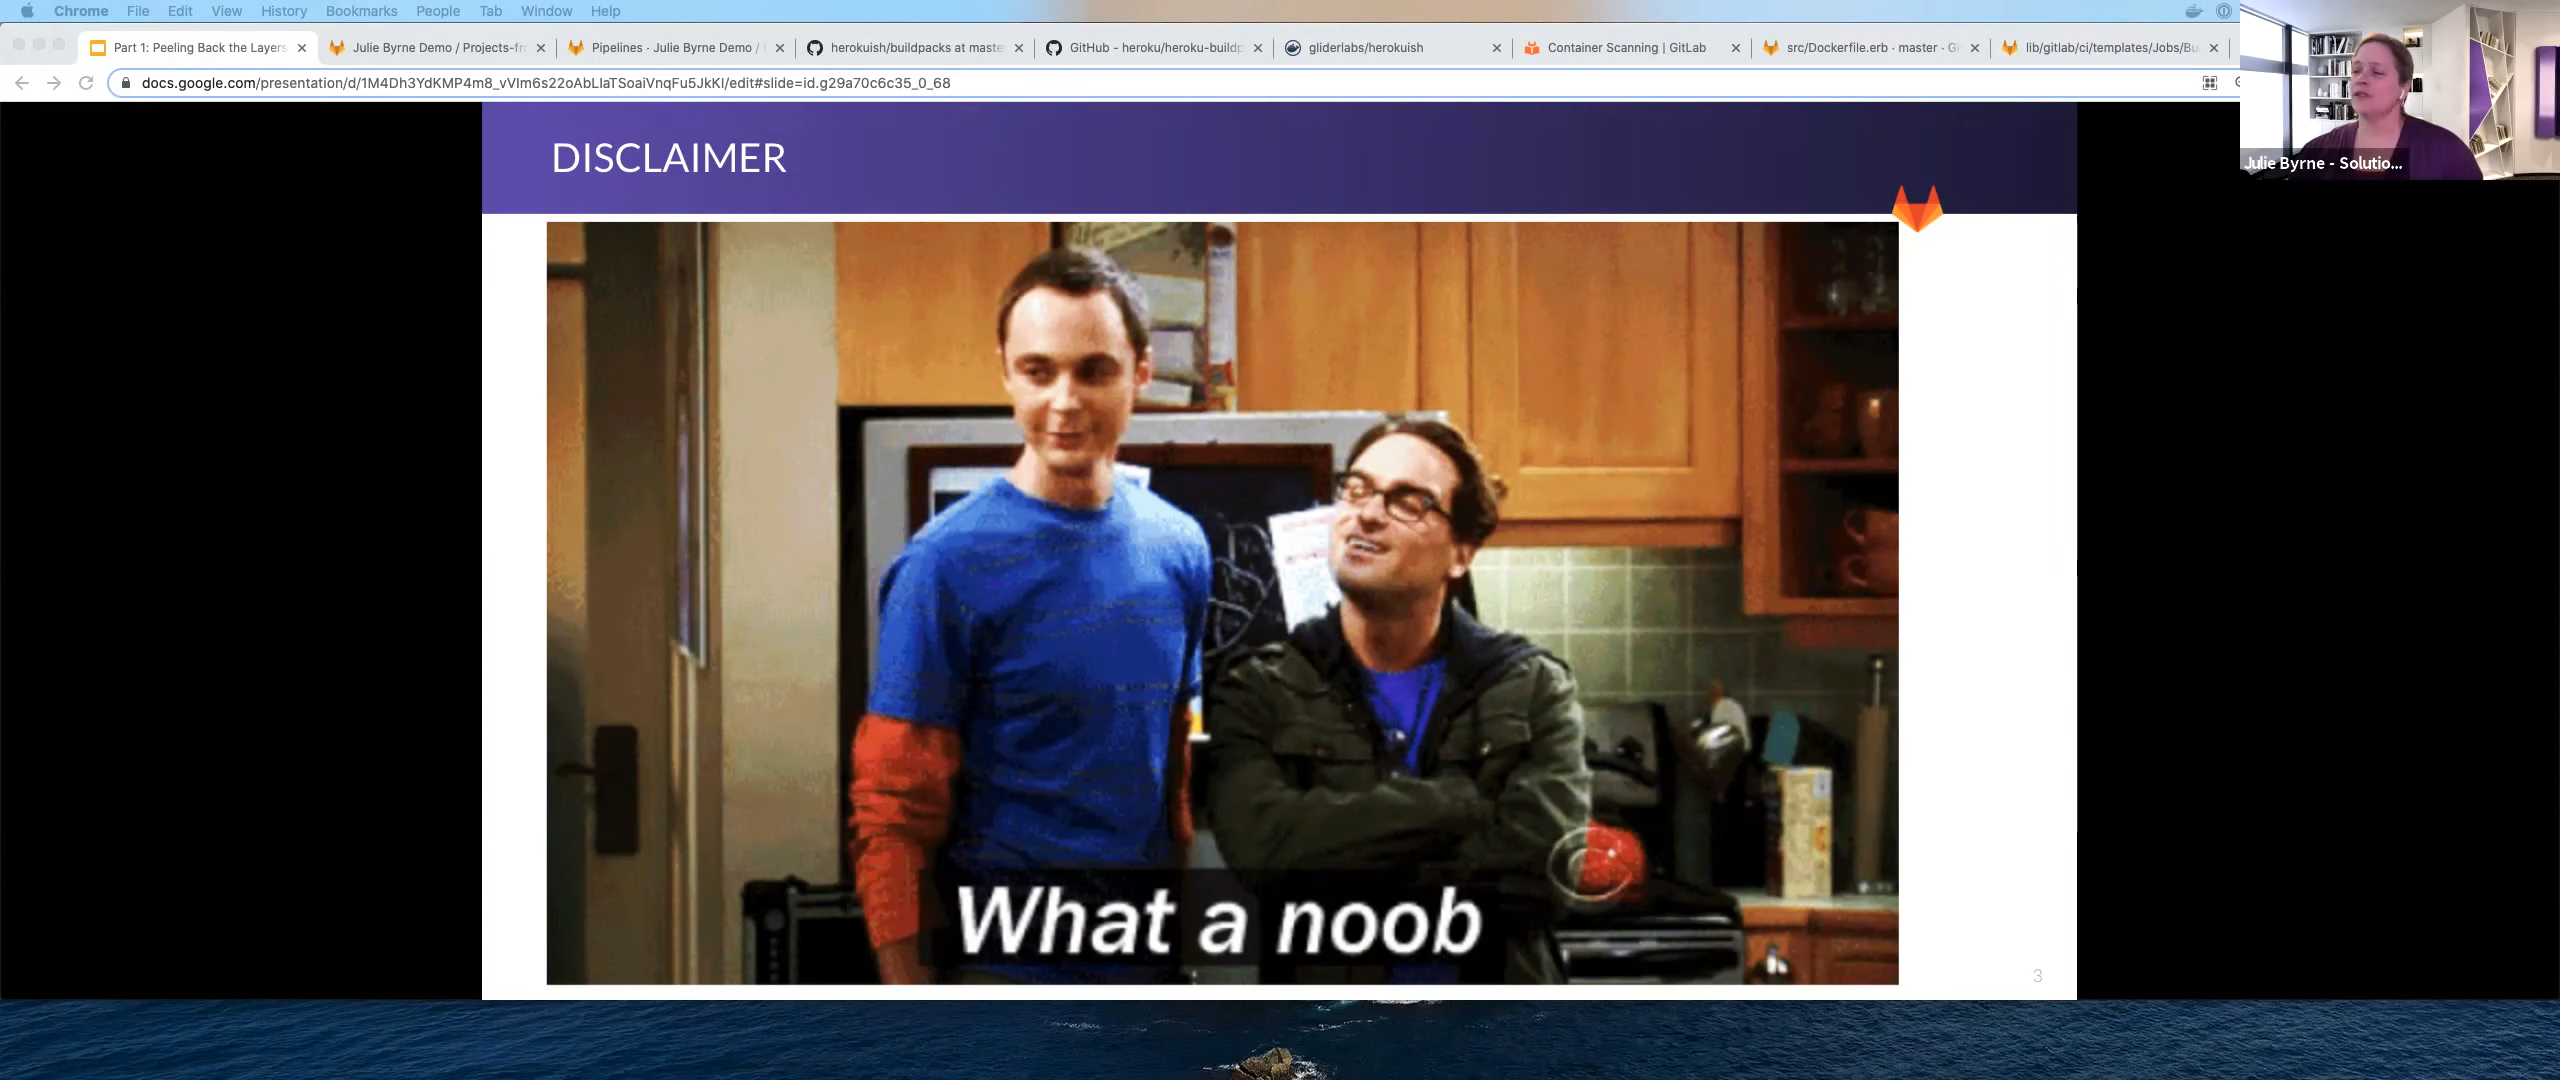 Chrome File Edit View History Bookmarks People Tab Window Help
Part 1: Peeling Back the Layers
Julie Byrne Demo / Projects-fr
Pipelines · Julie Byrne Demo /
herokuish/buildpacks at maste
GitHub - heroku/heroku-buildp
gliderlabs/herokuish
Container Scanning | GitLab
src/Dockerfile.erb · master · Gi
lib/gitlab/ci/templates/Jobs/Bu
docs.google.com/presentation/d/1M4Dh3YdKMP4m8_vVlm6s22oAbLlaTSoaiVnqFu5JkKI/edit#slide=id.g29a70c6c35_0_68
Julie Byrne - Solutio...
DISCLAIMER
What a noob
3